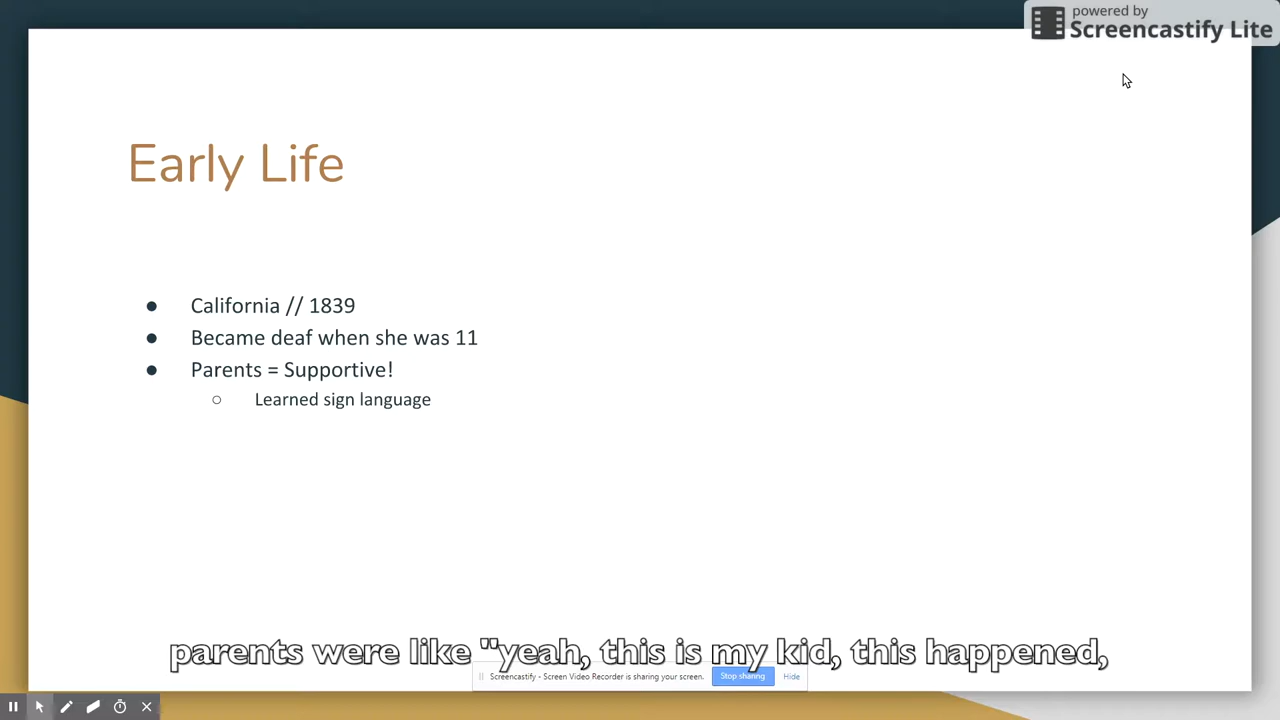 powered by
Screencastify Lite
Early Life
● California // 1839
● Became deaf when she was 11
● Parents = Supportive!
○ Learned sign language
parents were like "yeah, this is my kid, this happened,
Screencastify - Screen Video Recorder is sharing your screen. Stop sharing Hide